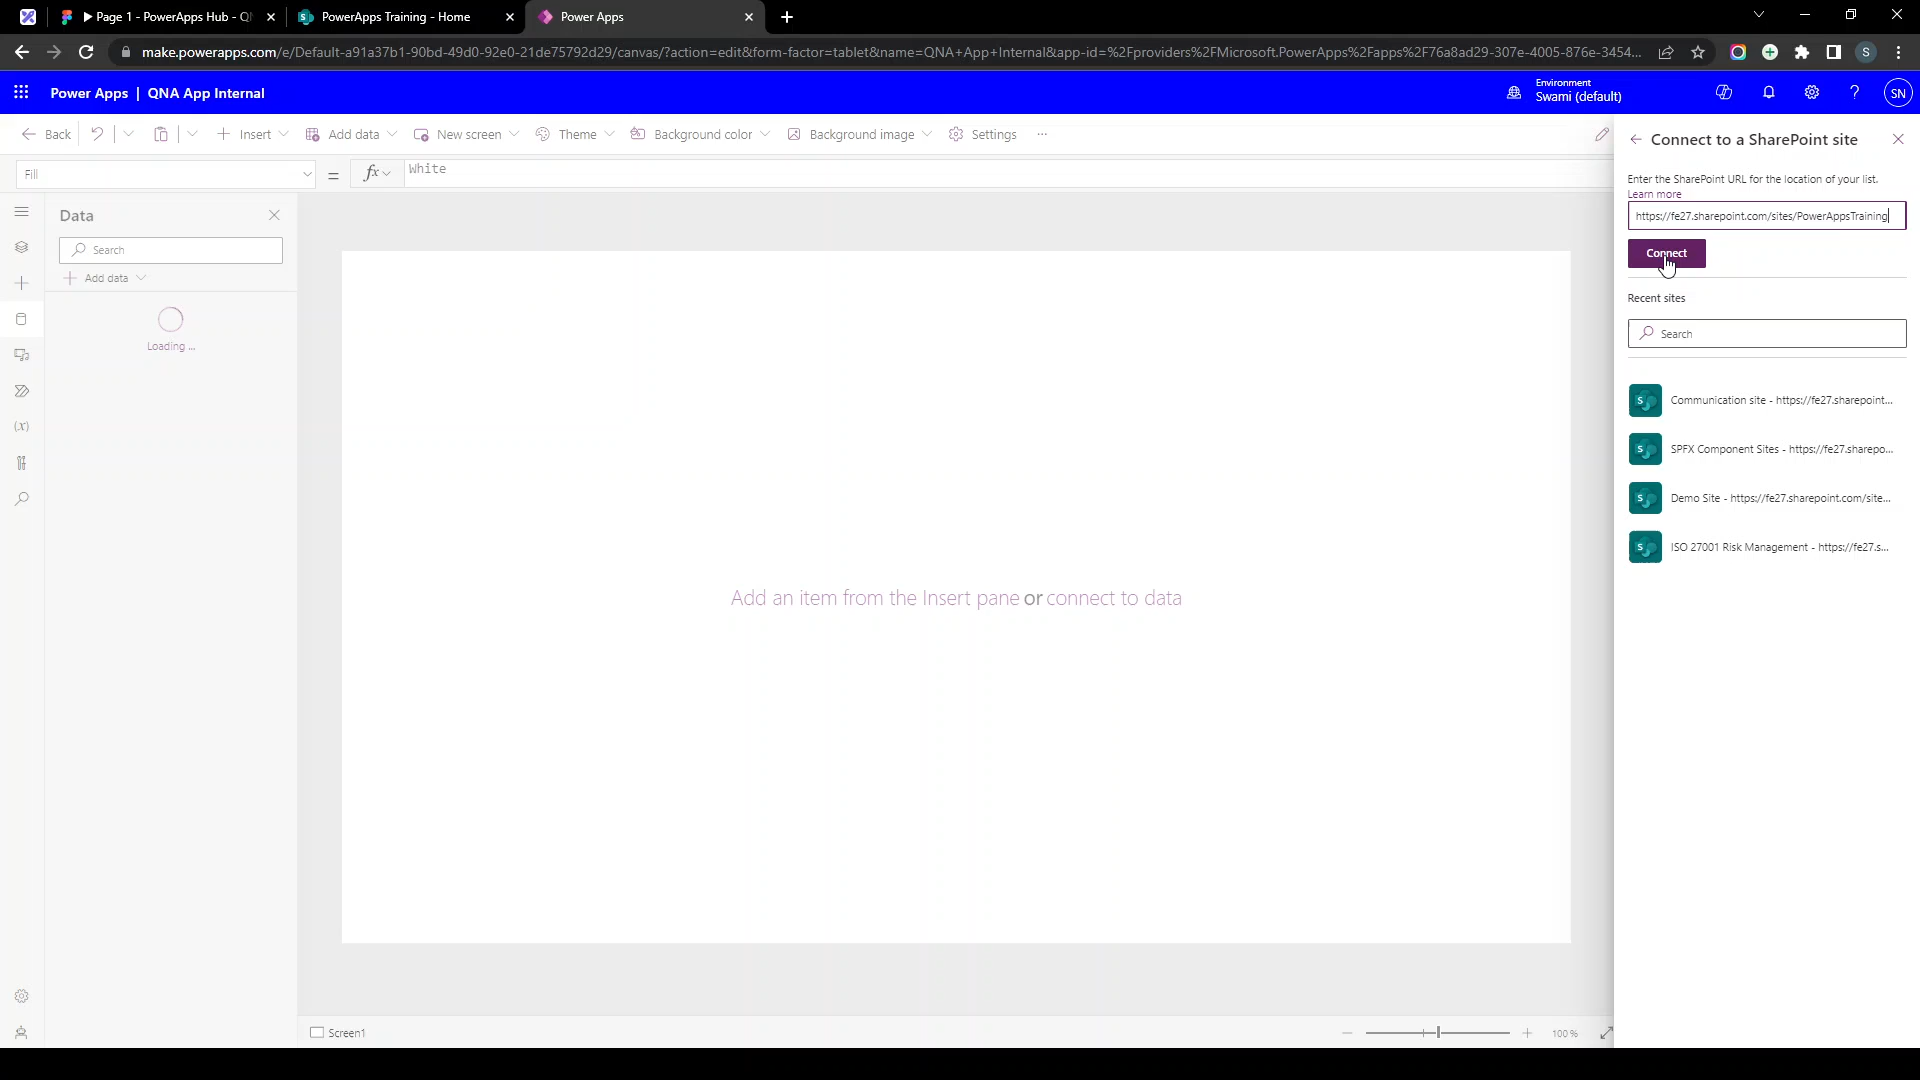 ▶ Page 1 - PowerApps Hub - Q
PowerApps Training - Home
Power Apps
make.powerapps.com/e/Default-a91a37b1-90bd-49d0-92e0-21de75792d29/canvas/?action=edit&form-factor=tablet&name=QNA+App+Internal&app-id=%2Fproviders%2FMicrosoft.PowerApps%2Fapps%2F76a8ad29-307e-4005-876e-3454...
S
Power Apps | QNA App Internal
Environment
Swami (default)
?
SN
Back
Insert
Add data
New screen
Theme
Background color
Background image
Settings
...
Connect to a SharePoint site
Fill
=
fx
White
Enter the SharePoint URL for the location of your list.
Learn more
https://fe27.sharepoint.com/sites/PowerAppsTraining
Connect
Data
Search
Add data
Loading ...
Recent sites
Search
Communication site - https://fe27.sharepoint...
SPFX Component Sites - https://fe27.sharepo...
Demo Site - https://fe27.sharepoint.com/site...
ISO 27001 Risk Management - https://fe27.s...
(x)
Add an item from the Insert pane or connect to data
Screen1
100 %